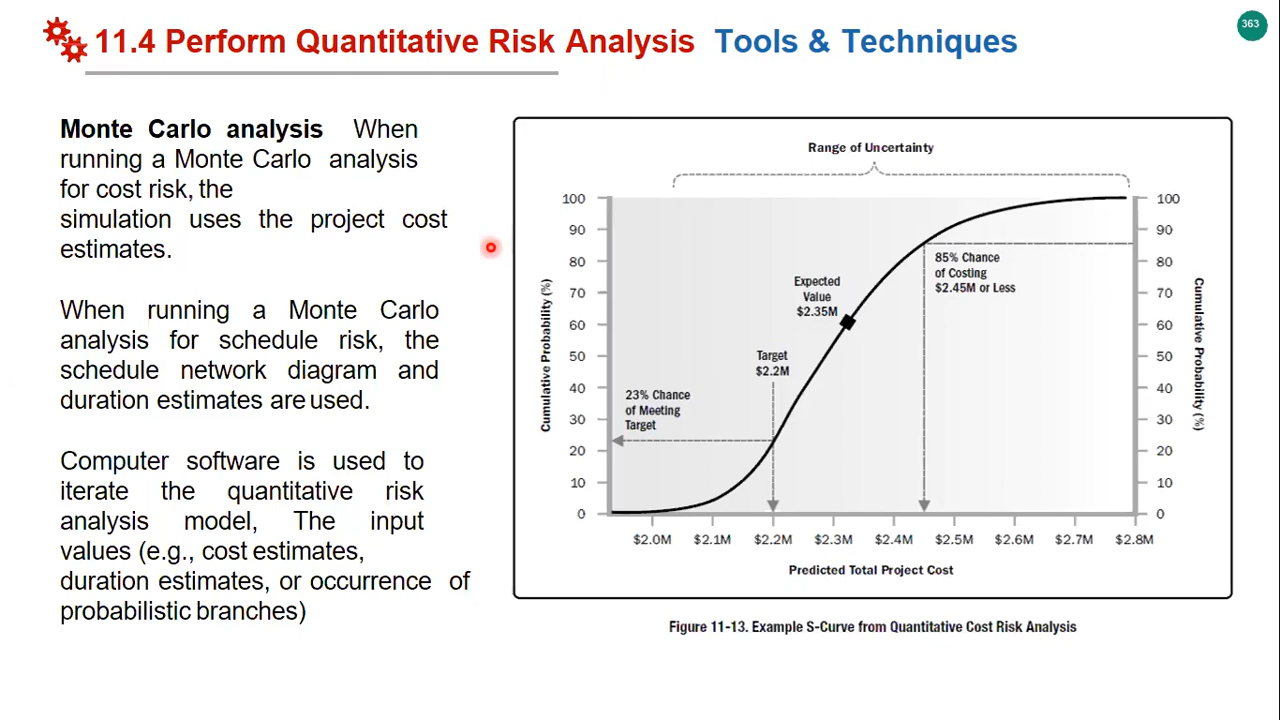 363
11.4 Perform Quantitative Risk Analysis Tools & Techniques
Monte Carlo analysis When
running a Monte Carlo analysis
for cost risk, the
simulation uses the project cost
estimates.
When running a Monte Carlo
analysis for schedule risk, the
schedule network diagram and
duration estimates are used.
Computer software is used to
iterate the quantitative risk
analysis model, The input
values (e.g., cost estimates,
duration estimates, or occurrence of
probabilistic branches)
Range of Uncertainty
Cumulative Probability (%)
100
90
80
70
60
50
40
30
20
10
0
23% Chance
of Meeting
Target
Target
$2.2M
Expected
Value
$2.35M
85% Chance
of Costing
$2.45M or Less
100
90
80
70
60
50
40
30
20
10
0
Cumulative Probability (%)
$2.0M $2.1M $2.2M $2.3M $2.4M $2.5M $2.6M $2.7M $2.8M
Predicted Total Project Cost
Figure 11-13. Example S-Curve from Quantitative Cost Risk Analysis